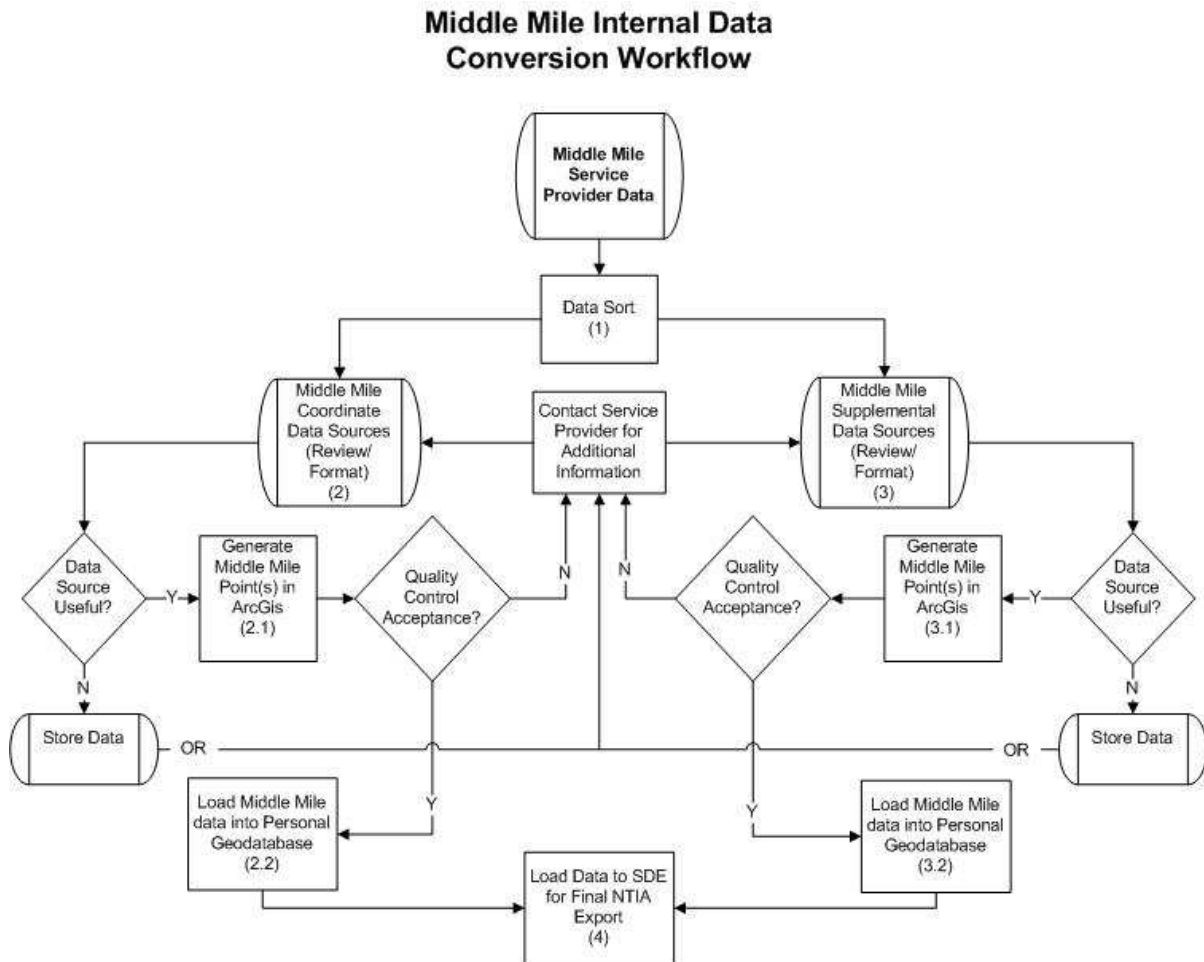 Middle Mile Internal Data
Conversion Workflow
Middle Mile
Service
Provider Data
Data Sort
(1)
Middle Mile
Coordinate
Data Sources
(Review/
Format)
(2)
Contact Service
Provider for
Additional
Information
Middle Mile
Supplemental
Data Sources
(Review/
Format)
(3)
Data
Source
Useful?
Y
Generate
Middle Mile
Point(s) in
ArcGis
(2.1)
Quality
Control
Acceptance?
N
N
Quality
Control
Acceptance?
Generate
Middle Mile
Point(s) in
ArcGis
(3.1)
Y
Data
Source
Useful?
N
N
Store Data
OR
OR
Store Data
Y
Y
Load Middle Mile
data into Personal
Geodatabase
(2.2)
Load Middle Mile
data into Personal
Geodatabase
(3.2)
Load Data to SDE
for Final NTIA
Export
(4)